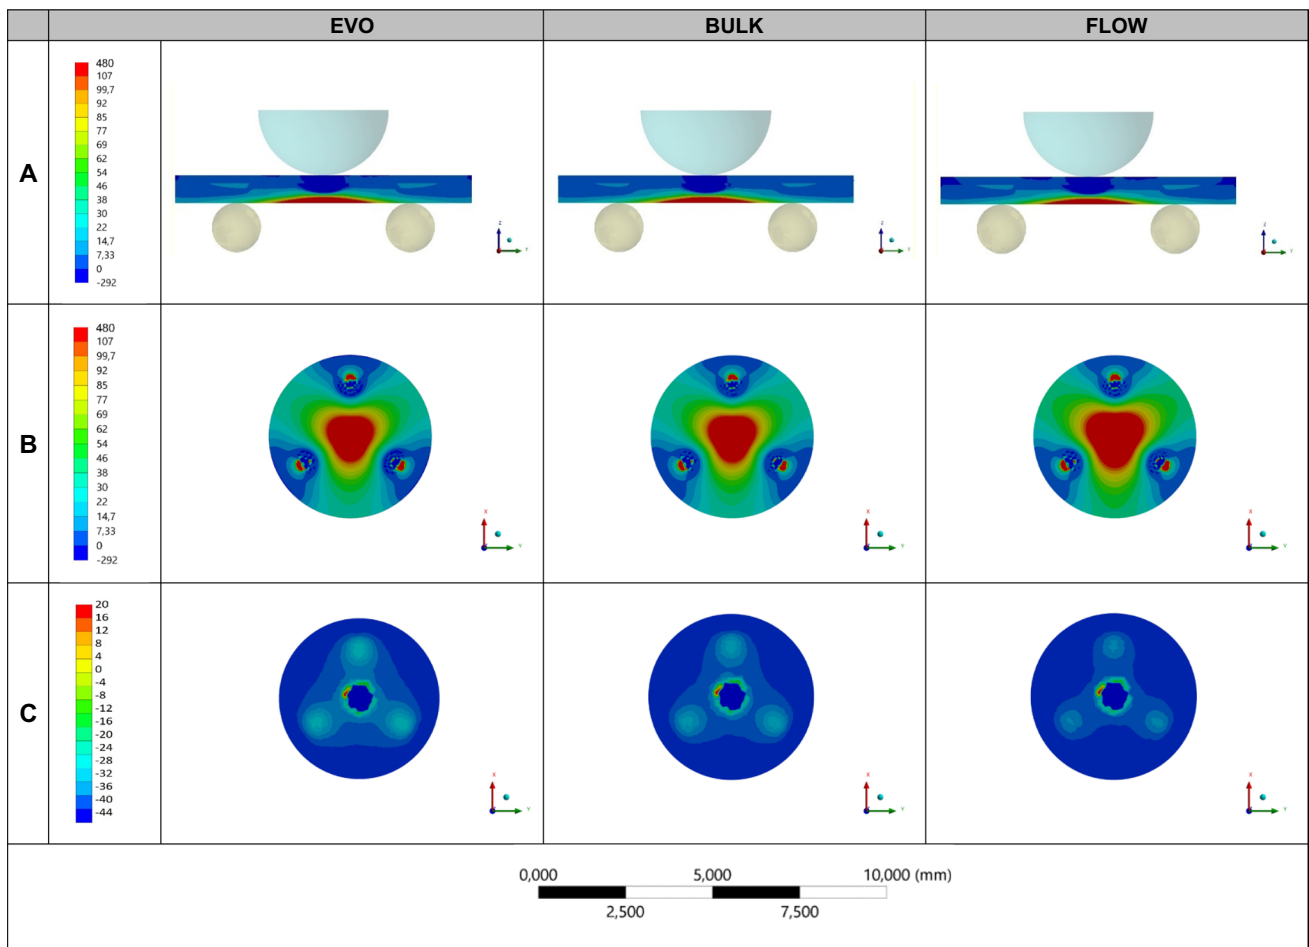 EVO BULK FLOW
A
480
107
99,7
92
85
77
69
62
54
46
38
30
22
14,7
7,33
0
-292
Z
Y
Z
Y
Z
Y
B
480
107
99,7
92
85
77
69
62
54
46
38
30
22
14,7
7,33
0
-292
X
Y
X
Y
X
Y
C
20
16
12
8
4
0
-4
-8
-12
-16
-20
-24
-28
-32
-36
-40
-44
X
Y
X
Y
X
Y
0,000 5,000 10,000 (mm)
2,500 7,500